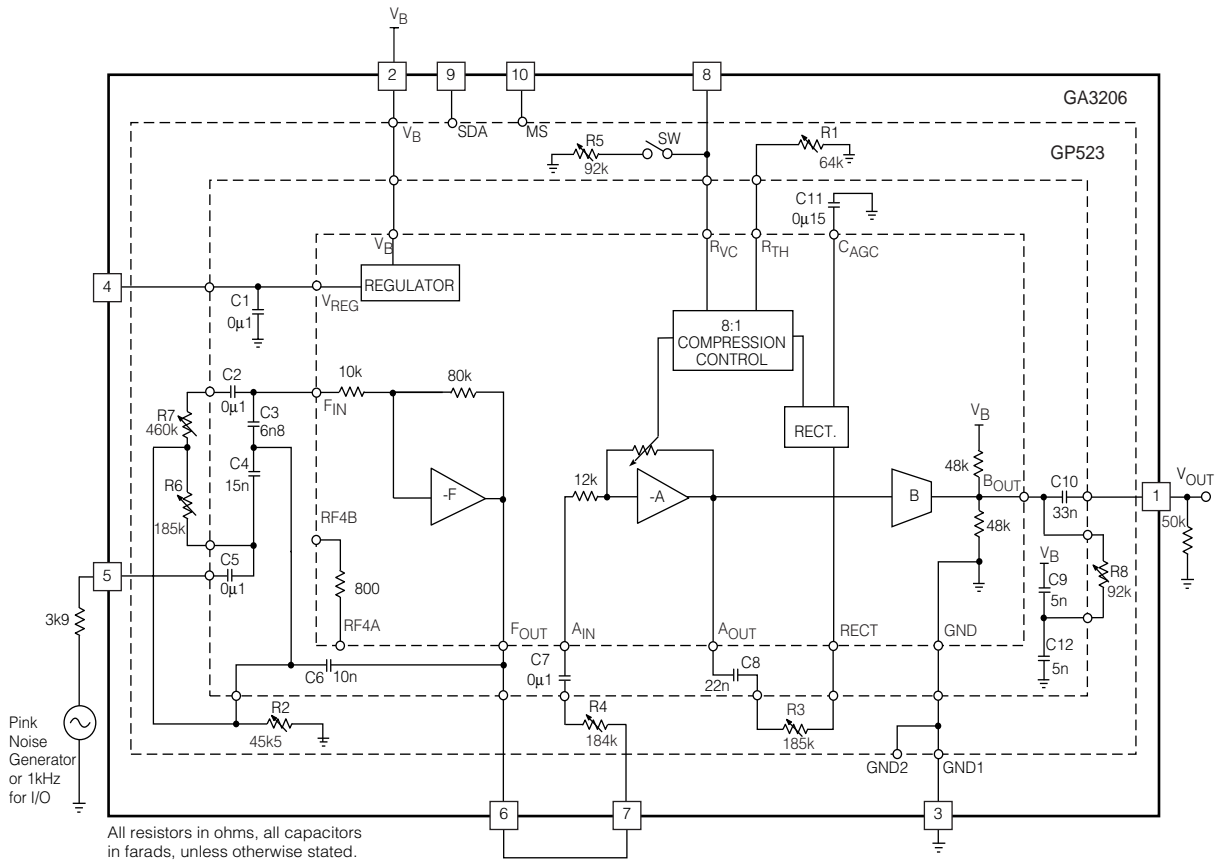 V_B
2
9
10
8
GA3206
V_B
SDA
MS
R5
92k
SW
R1
64k
GP523
C11
0µ15
V_B
R_VC
R_TH
C_AGC
4
REGULATOR
V_REG
C1
0µ1
8:1
COMPRESSION
CONTROL
C2
0µ1
F_IN
10k
80k
R7
460k
C3
6n8
C4
15n
RECT.
V_B
R6
185k
12k
-F
-A
B
48k
B_OUT
C10
33n
1
V_OUT
48k
50k
RF4B
5
C5
0µ1
V_B
C9
5n
R8
92k
3k9
800
RF4A
F_OUT
A_IN
A_OUT
RECT
GND
C12
5n
C6
10n
C7
0µ1
C8
22n
R2
45k5
R4
184k
R3
185k
GND2
GND1
Pink
Noise
Generator
or 1kHz
for I/O
6
7
3
All resistors in ohms, all capacitors
in farads, unless otherwise stated.